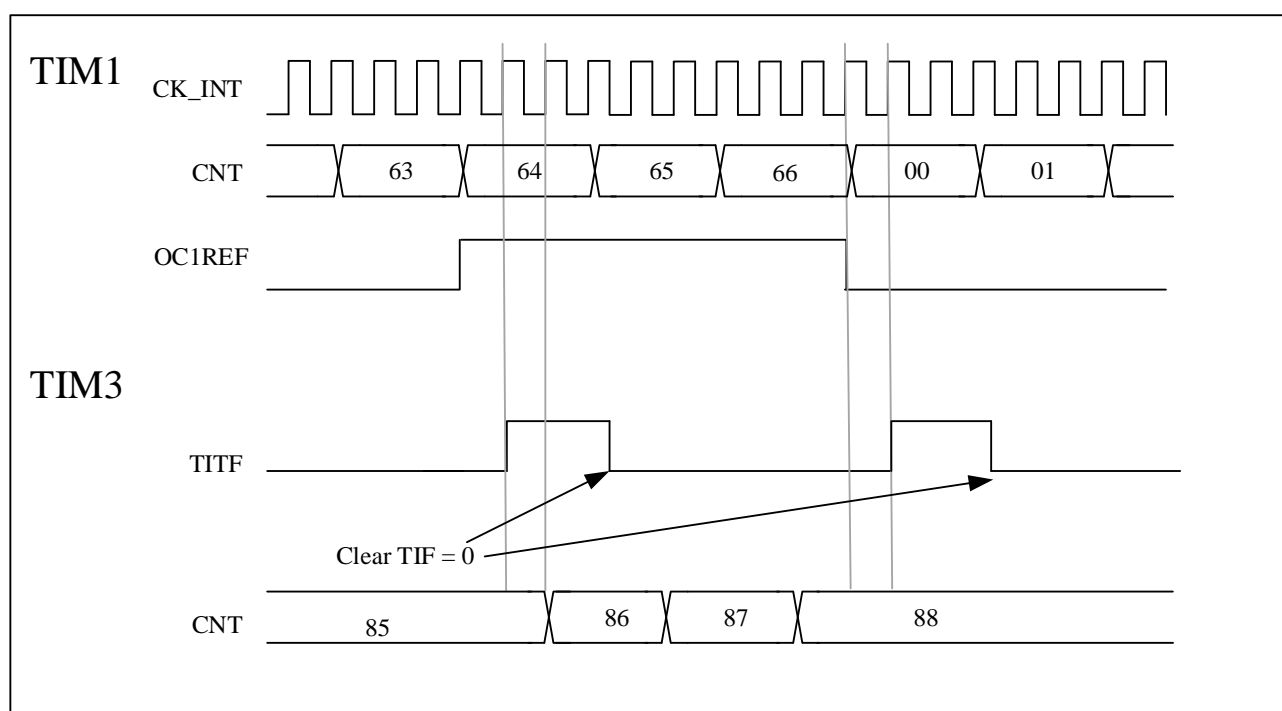 TIM1
CK_INT
CNT
63 64 65 66 00 01
OC1REF
TIM3
TITF
Clear TIF = 0
CNT
85 86 87 88